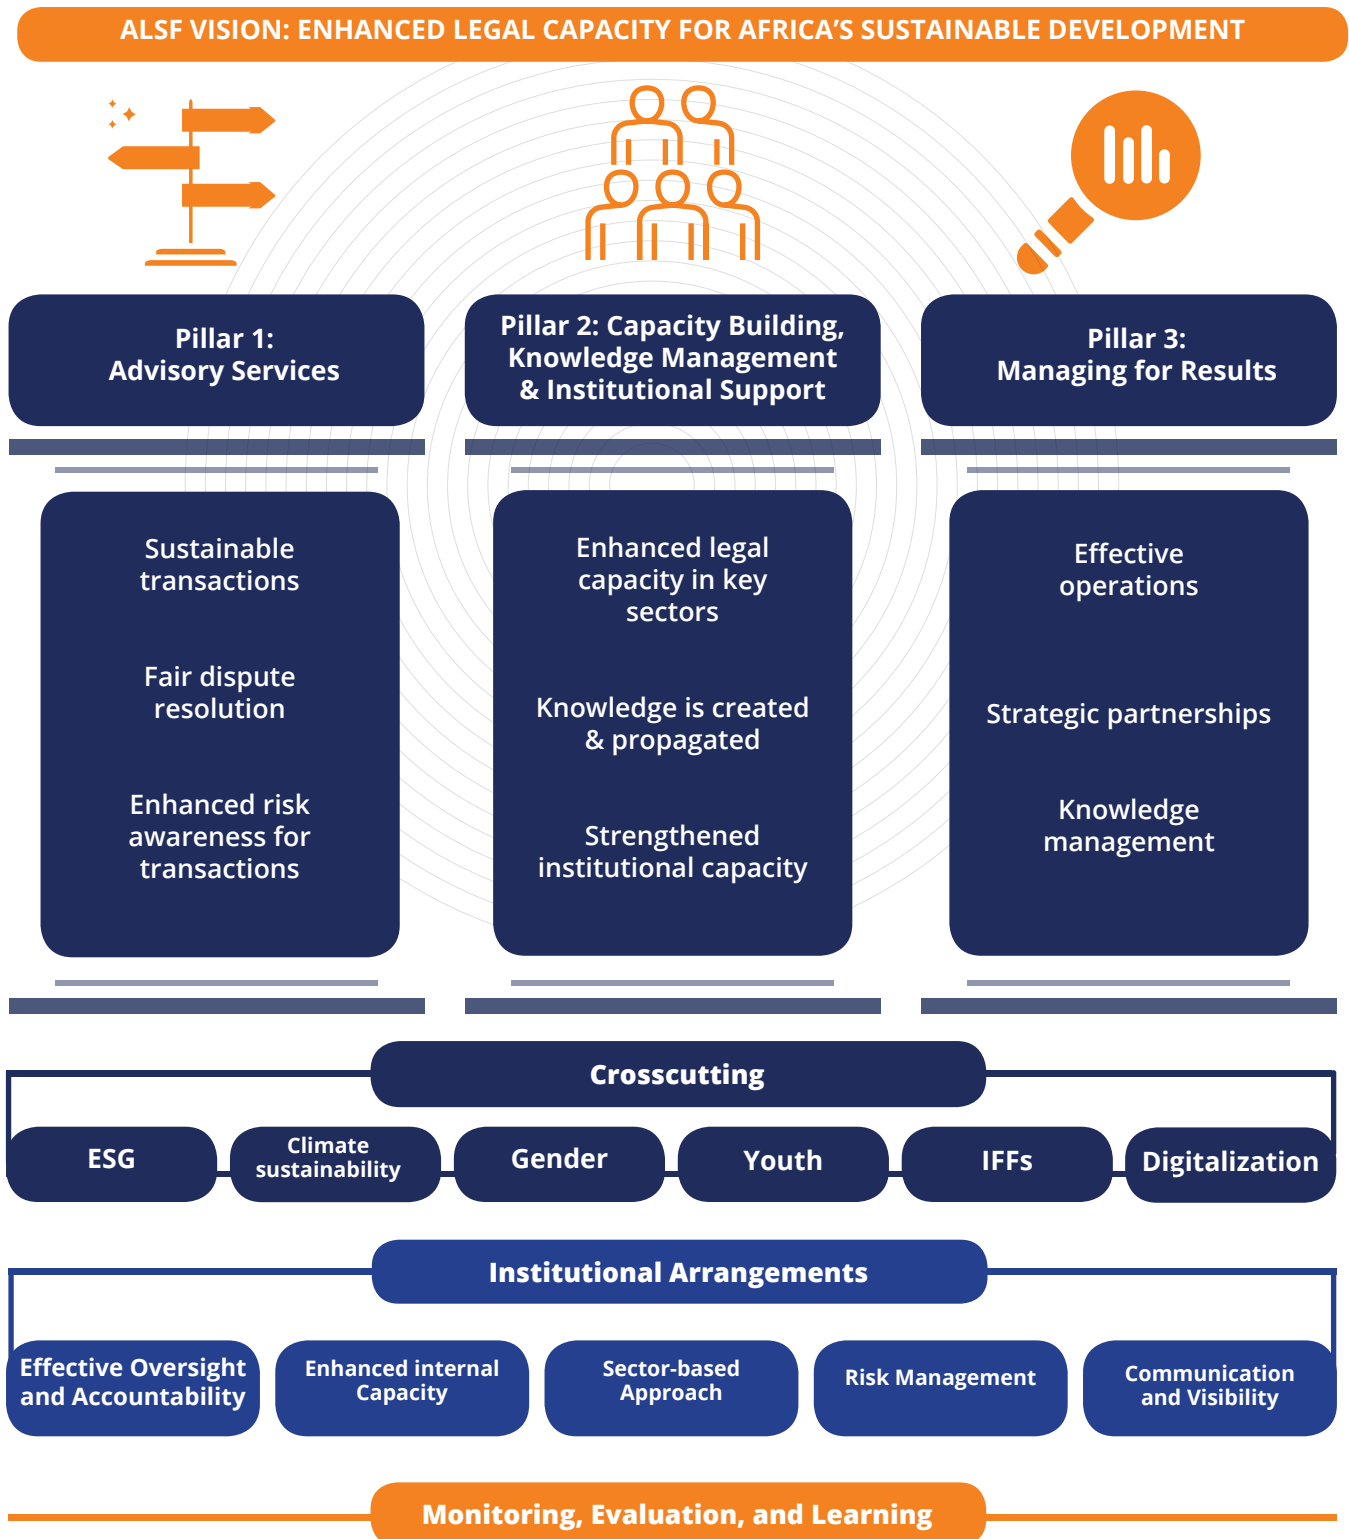 ALSF VISION: ENHANCED LEGAL CAPACITY FOR AFRICA’S SUSTAINABLE DEVELOPMENT
Pillar 1:
Advisory Services
Pillar 2: Capacity Building,
Knowledge Management
& Institutional Support
Pillar 3:
Managing for Results
Sustainable
transactions
Fair dispute
resolution
Enhanced risk
awareness for
transactions
Enhanced legal
capacity in key
sectors
Knowledge is created
& propagated
Strengthened
institutional capacity
Effective
operations
Strategic partnerships
Knowledge
management
Crosscutting
ESG
Climate
sustainability
Gender
Youth
IFFs
Digitalization
Institutional Arrangements
Effective Oversight
and Accountability
Enhanced internal
Capacity
Sector-based
Approach
Risk Management
Communication
and Visibility
Monitoring, Evaluation, and Learning